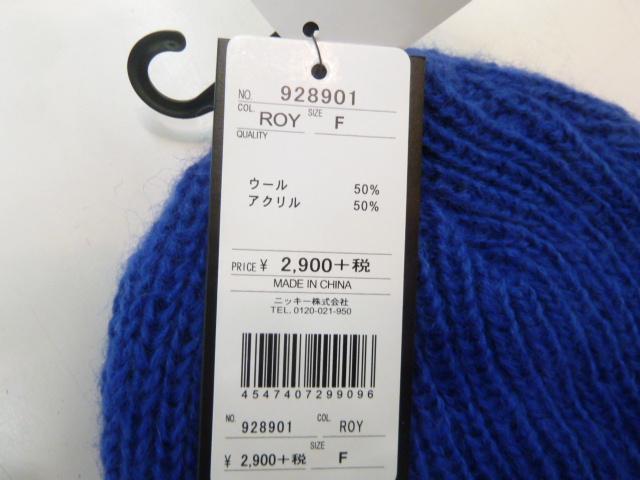 NO. 928901
COL. ROY SIZE F
QUALITY
ウール 50%
アクリル 50%
PRICE ¥ 2,900+税
MADE IN CHINA
ニッキー株式会社
TEL. 0120-021-950
4547407299096
NO. 928901 COL. ROY
¥ 2,900+税 SIZE F